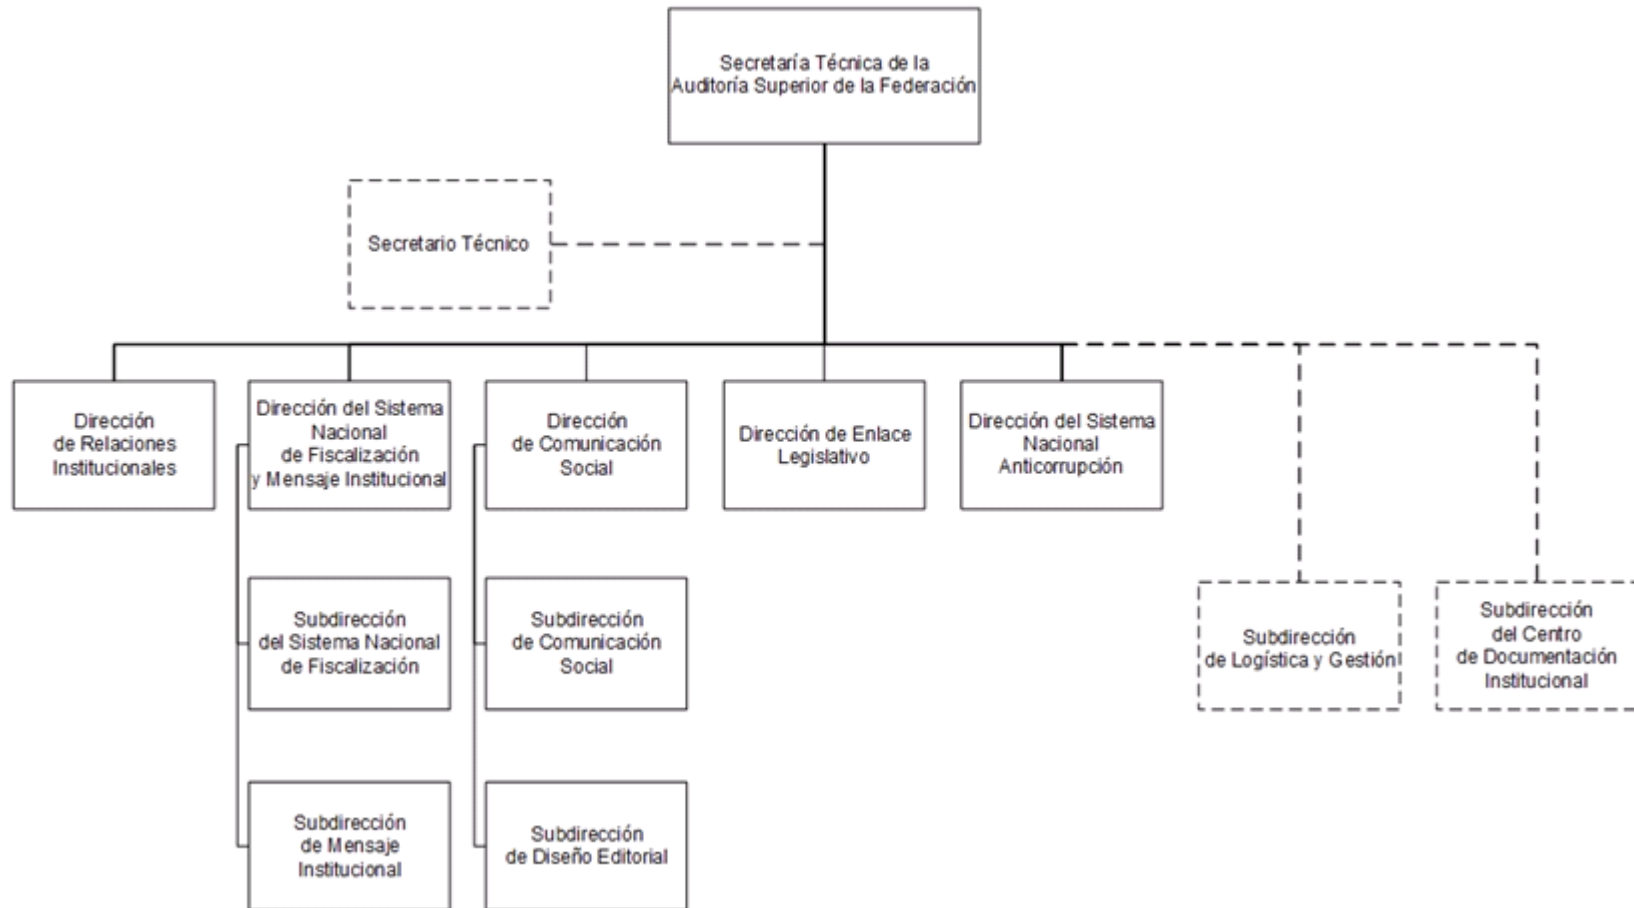 Secretaría Técnica de la
Auditoría Superior de la Federación
Secretario Técnico
Dirección
de Relaciones
Institucionales
Dirección del Sistema
Nacional
de Fiscalización
y Mensaje Institucional
Dirección
de Comunicación
Social
Dirección de Enlace
Legislativo
Dirección del Sistema
Nacional
Anticorrupción
Subdirección
del Sistema Nacional
de Fiscalización
Subdirección
de Comunicación
Social
Subdirección
de Logística y Gestión
Subdirección
del Centro
de Documentación
Institucional
Subdirección
de Mensaje
Institucional
Subdirección
de Diseño Editorial